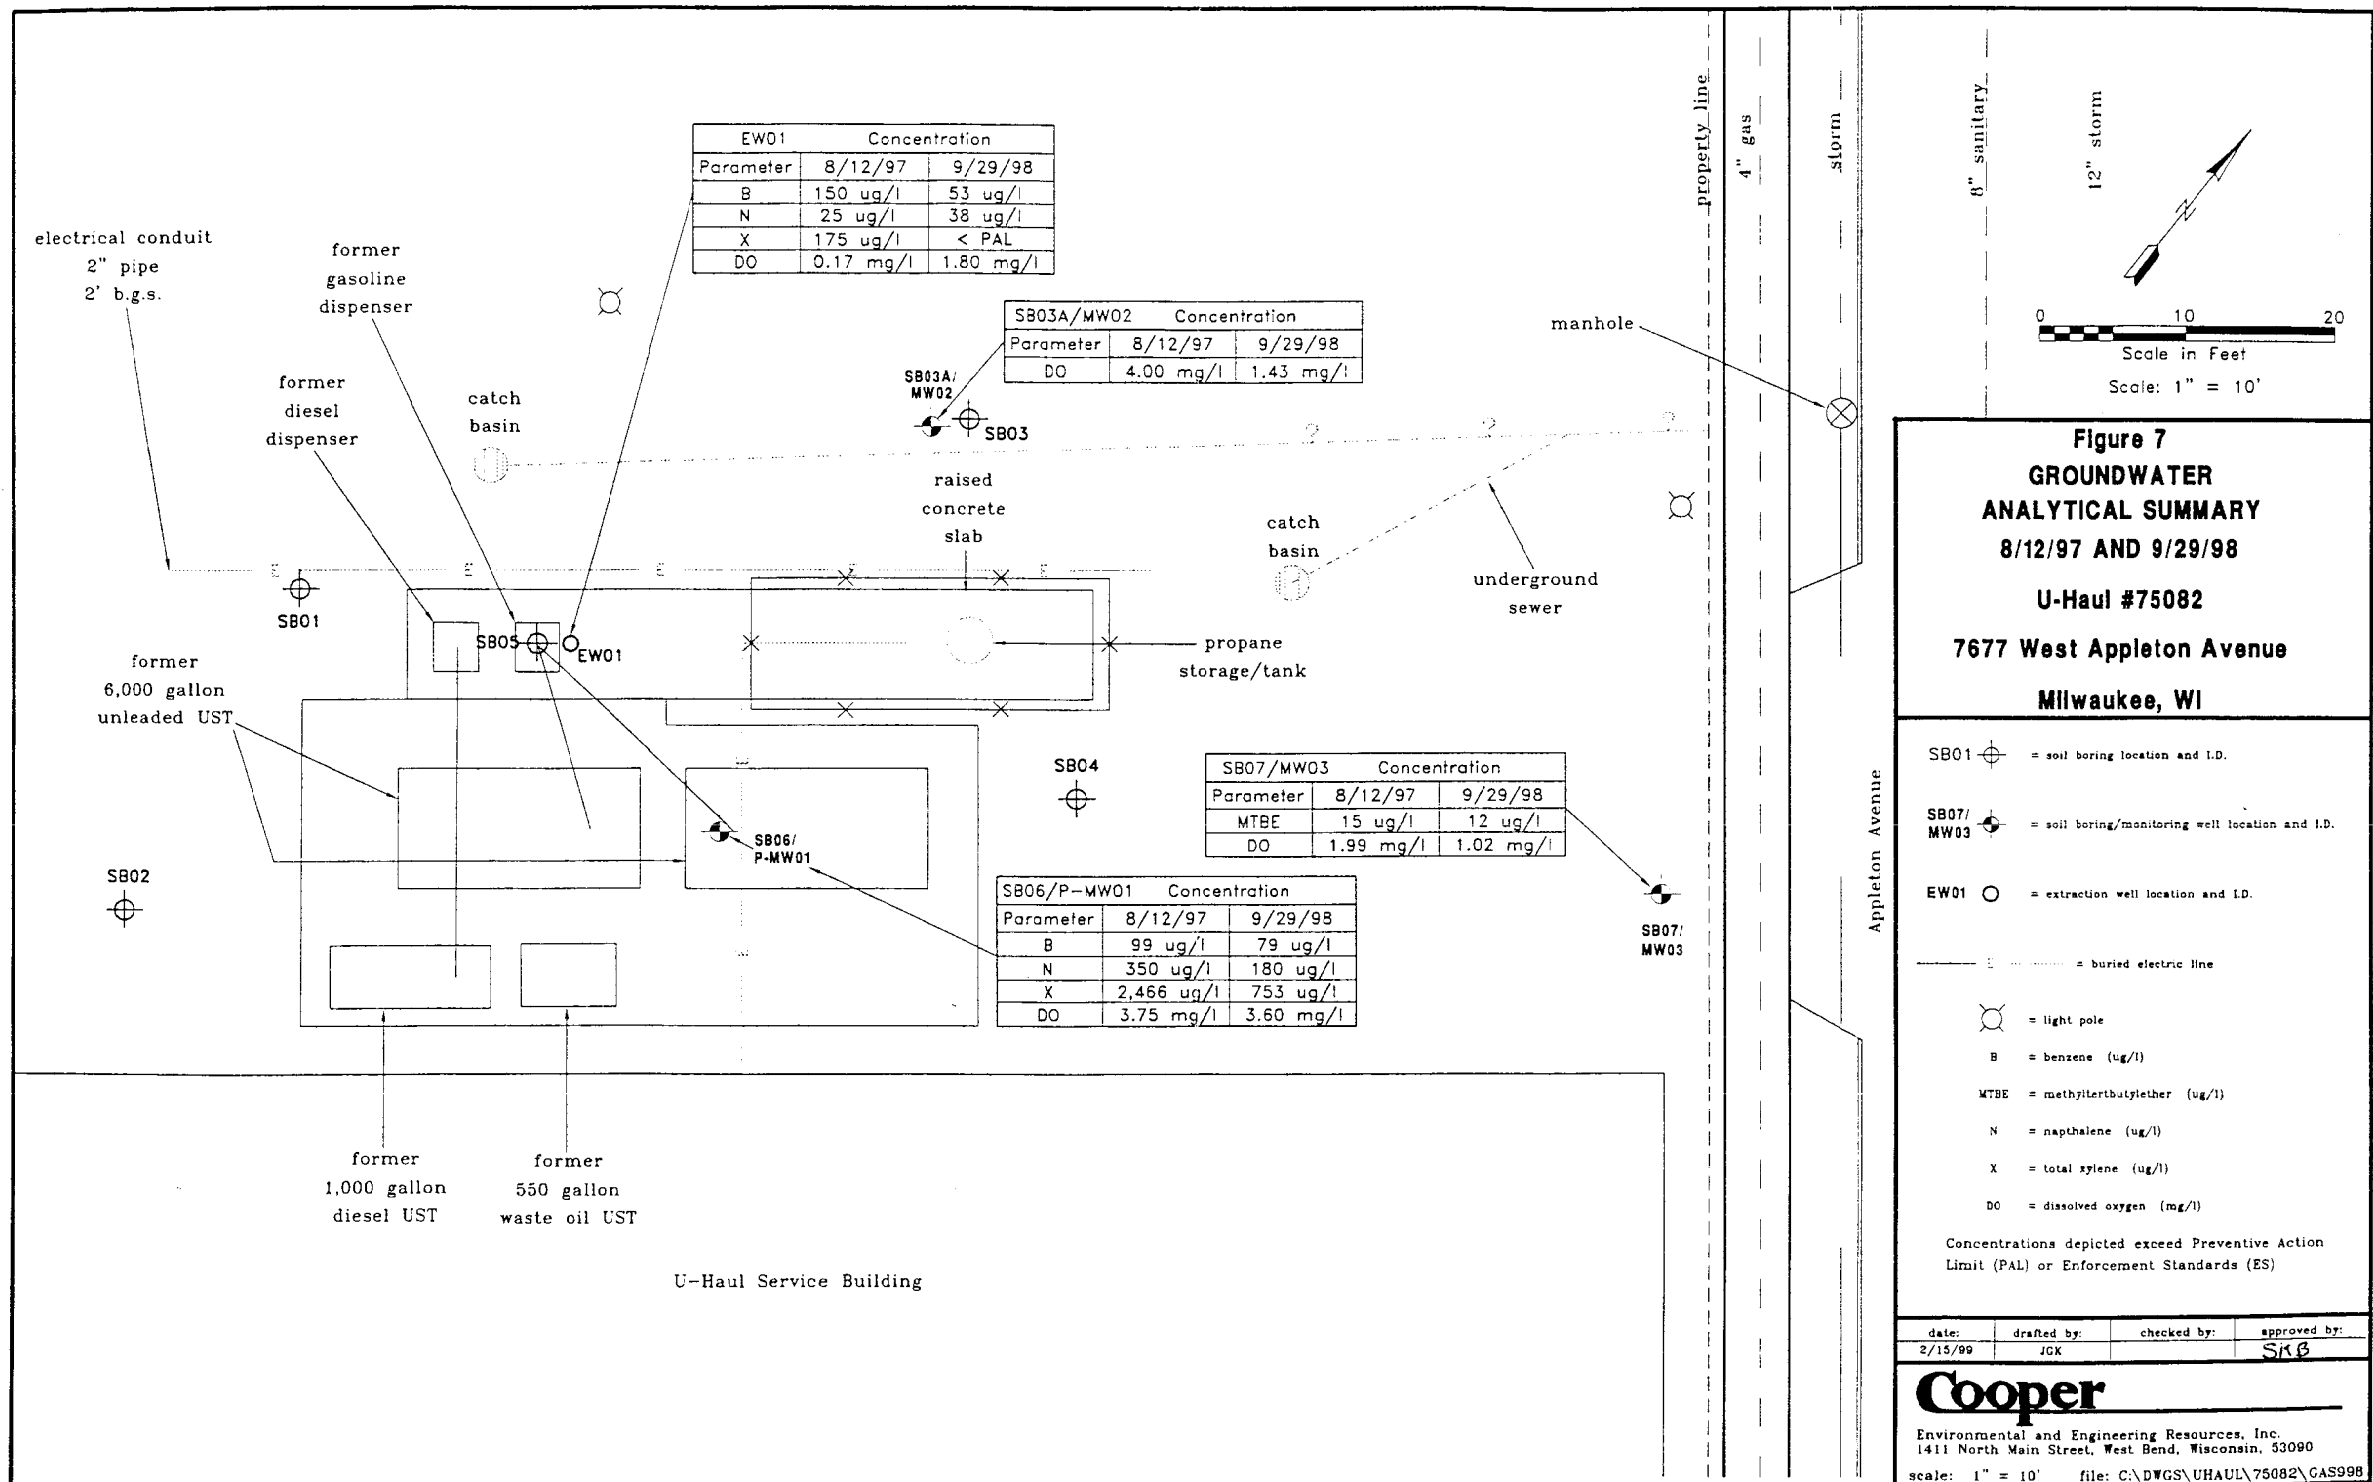 EW01 Concentration
Parameter 8/12/97 9/29/98
B 150 ug/l 53 ug/l
N 25 ug/l 38 ug/l
X 175 ug/l < PAL
DO 0.17 mg/l 1.80 mg/l
electrical conduit
2" pipe
2' b.g.s.
former
gasoline
dispenser
former
diesel
dispenser
catch
basin
SB03A/MW02 Concentration
Parameter 8/12/97 9/29/98
DO 4.00 mg/l 1.43 mg/l
SB03A/
MW02
SB03
? ? ?
raised
concrete
slab
catch
basin
underground
sewer
manhole
property line
4" gas
storm
8" sanitary
12" storm
N
0 10 20
Scale in Feet
Scale: 1" = 10'
E E E E E
SB01
SB05
EW01
propane
storage/tank
former
6,000 gallon
unleaded UST
E
SB06/
P-MW01
E
SB04
SB02
SB07/MW03 Concentration
Parameter 8/12/97 9/29/98
MTBE 15 ug/l 12 ug/l
DO 1.99 mg/l 1.02 mg/l
SB07/
MW03
SB06/P-MW01 Concentration
Parameter 8/12/97 9/29/98
B 99 ug/l 79 ug/l
N 350 ug/l 180 ug/l
X 2,466 ug/l 753 ug/l
DO 3.75 mg/l 3.60 mg/l
former
1,000 gallon
diesel UST
former
550 gallon
waste oil UST
U-Haul Service Building
Appleton Avenue
Figure 7
GROUNDWATER
ANALYTICAL SUMMARY
8/12/97 AND 9/29/98
U-Haul #75082
7677 West Appleton Avenue
Milwaukee, WI
SB01 = soil boring location and I.D.
SB07/
MW03 = soil boring/monitoring well location and I.D.
EW01 = extraction well location and I.D.
E = buried electric line
= light pole
B = benzene (ug/l)
MTBE = methyltertbutylether (ug/l)
N = napthalene (ug/l)
X = total xylene (ug/l)
DO = dissolved oxygen (mg/l)
Concentrations depicted exceed Preventive Action
Limit (PAL) or Enforcement Standards (ES)
date: drafted by: checked by: approved by:
2/15/99 JGK SKB
Cooper
Environmental and Engineering Resources, Inc.
1411 North Main Street, West Bend, Wisconsin, 53090
scale: 1" = 10' file: C:\DWGS\UHAUL\75082\GAS998